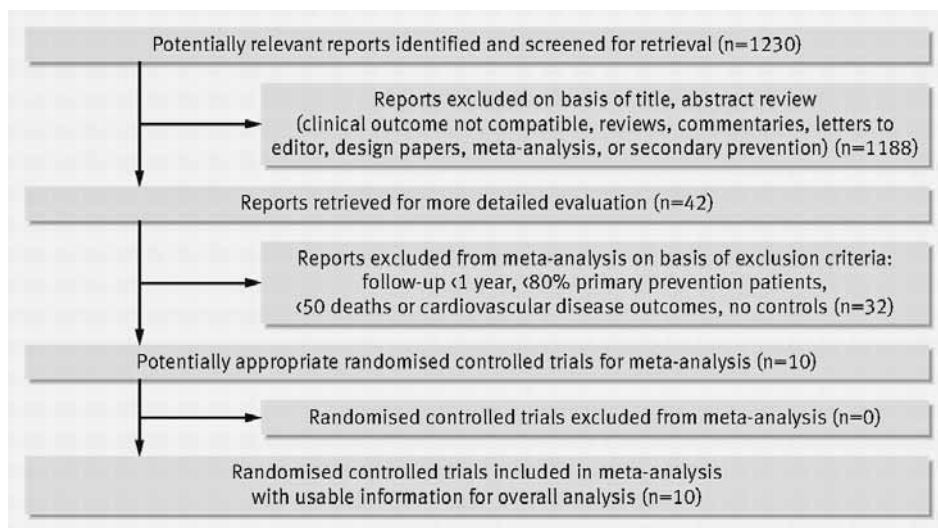 Potentially relevant reports identified and screened for retrieval (n=1230)
Reports excluded on basis of title, abstract review
(clinical outcome not compatible, reviews, commentaries, letters to
editor, design papers, meta-analysis, or secondary prevention) (n=1188)
Reports retrieved for more detailed evaluation (n=42)
Reports excluded from meta-analysis on basis of exclusion criteria:
follow-up <1 year, <80% primary prevention patients,
<50 deaths or cardiovascular disease outcomes, no controls (n=32)
Potentially appropriate randomised controlled trials for meta-analysis (n=10)
Randomised controlled trials excluded from meta-analysis (n=0)
Randomised controlled trials included in meta-analysis
with usable information for overall analysis (n=10)